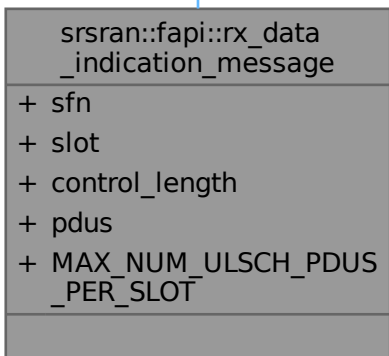 srsran::fapi::rx_data
_indication_message
+ sfn
+ slot
+ control_length
+ pdus
+ MAX_NUM_ULSCH_PDUS
_PER_SLOT